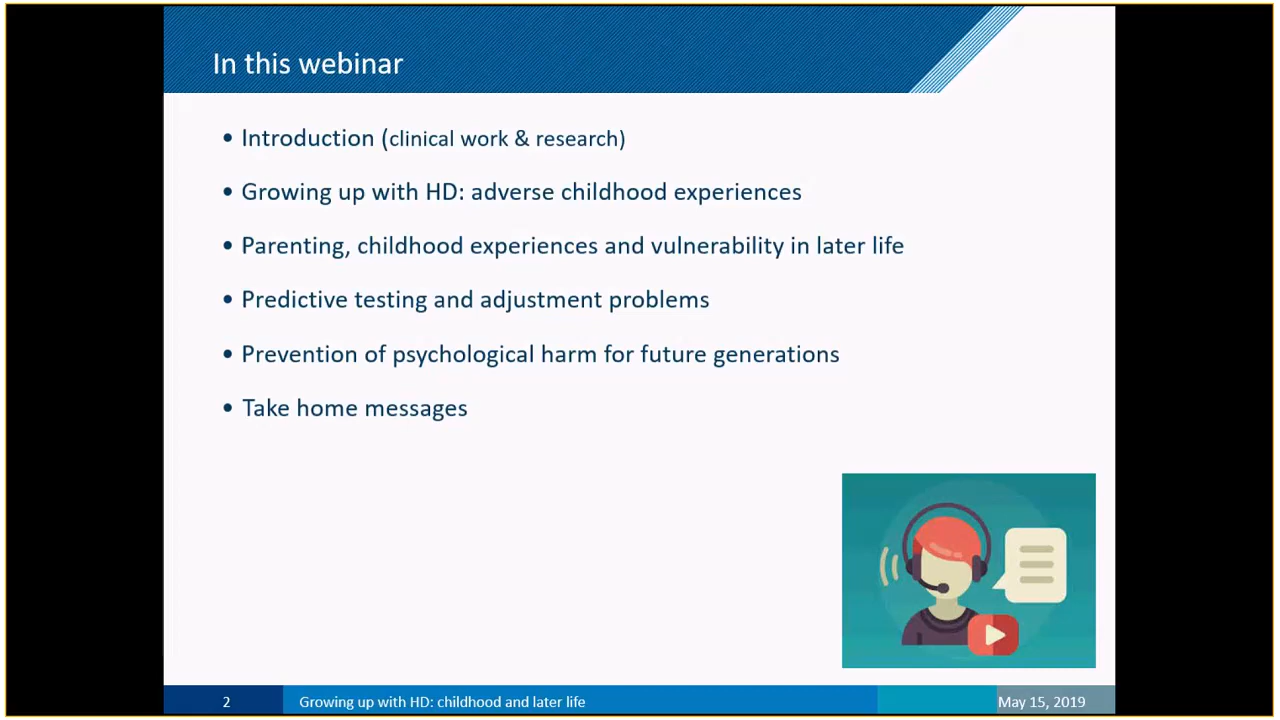 In this webinar
• Introduction (clinical work & research)
• Growing up with HD: adverse childhood experiences
• Parenting, childhood experiences and vulnerability in later life
• Predictive testing and adjustment problems
• Prevention of psychological harm for future generations
• Take home messages
2 Growing up with HD: childhood and later life May 15, 2019